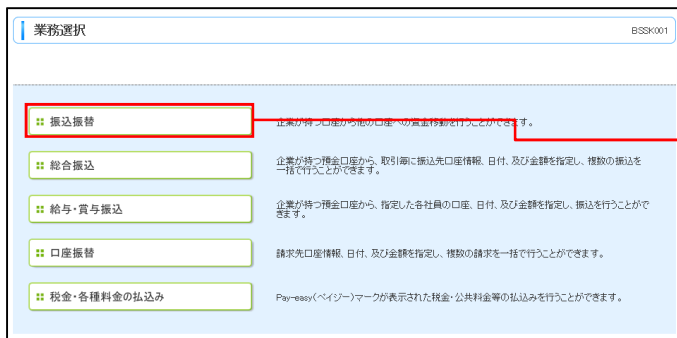 業務選択
BSSK001
振込振替
企業が持つ口座から他の口座への資金移動を行うことができます。
総合振込
企業が持つ預金口座から、取引毎に振込先口座情報、日付、及び金額を指定し、複数の振込を
一括で行うことができます。
給与・賞与振込
企業が持つ預金口座から、指定した各社員の口座、日付、及び金額を指定し、振込を行うことがで
きます。
口座振替
請求先口座情報、日付、及び金額を指定し、複数の請求を一括で行うことができます。
税金・各種料金の払込み
Pay-easy(ペイジー)マークが表示された税金・公共料金等の払込みを行うことができます。